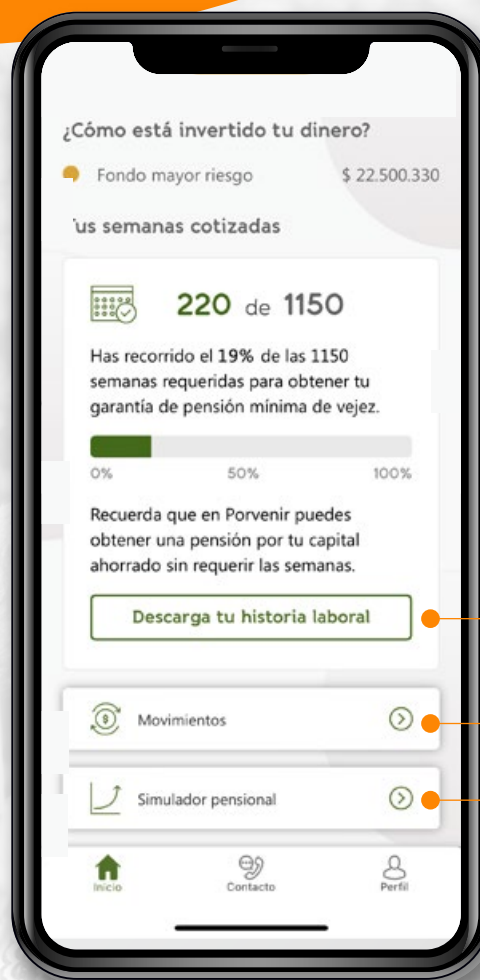 ¿Cómo está invertido tu dinero?
Fondo mayor riesgo $ 22.500.330
us semanas cotizadas
220 de 1150
Has recorrido el 19% de las 1150
semanas requeridas para obtener tu
garantía de pensión mínima de vejez.
0% 50% 100%
Recuerda que en Porvenir puedes
obtener una pensión por tu capital
ahorrado sin requerir las semanas.
Descarga tu historia laboral
Movimientos
Simulador pensional
Inicio Contacto Perfil